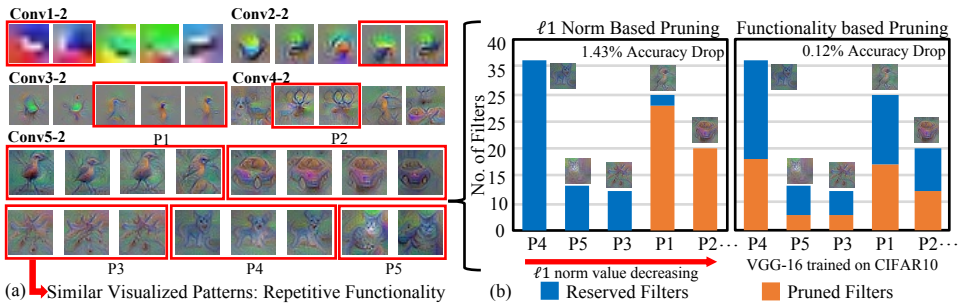 Conv1-2
Conv2-2
Conv3-2
Conv4-2
P1
P2
Conv5-2
P3
P4
P5
(a)
Similar Visualized Patterns: Repetitive Functionality
ℓ1 Norm Based Pruning
Functionality based Pruning
1.43% Accuracy Drop
0.12% Accuracy Drop
No. of Filters
40
35
25
20
15
10
5
0
P4 P5 P3 P1 P2···
P4 P5 P3 P1 P2···
ℓ1 norm value decreasing
VGG-16 trained on CIFAR10
(b)
Reserved Filters
Pruned Filters